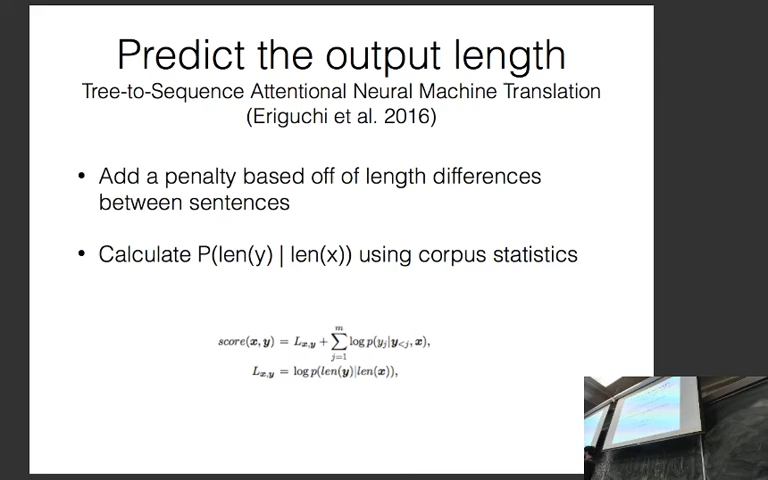 Predict the output length
Tree-to-Sequence Attentional Neural Machine Translation
(Eriguchi et al. 2016)
• Add a penalty based off of length differences
between sentences
• Calculate P(len(y) | len(x)) using corpus statistics
score(x, y) = L_{x,y} + \sum_{j=1}^{m} log p(y_j|y_{<j}, x),
L_{x,y} = log p(len(y)|len(x)),